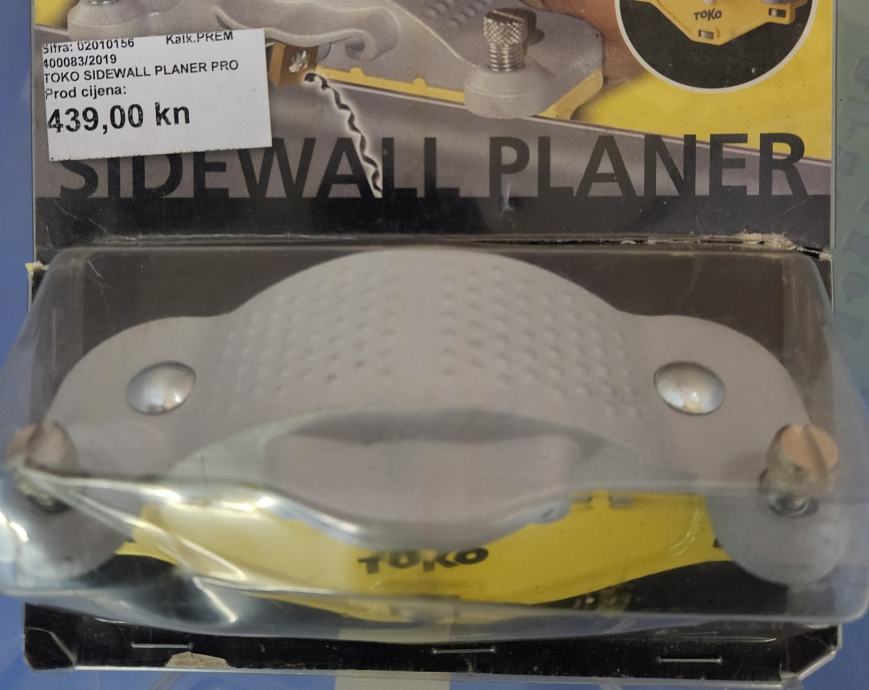 TOKO
Šifra: 02010156 Kalk.PREM
400083/2019
TOKO SIDEWALL PLANER PRO
Prod cijena:
439,00 kn
SIDEWALL PLANER
TOKO